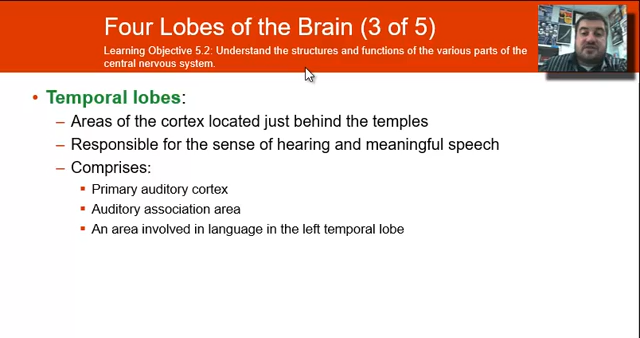 Four Lobes of the Brain (3 of 5)
Learning Objective 5.2: Understand the structures and functions of the various parts of the
central nervous system.
• Temporal lobes:
– Areas of the cortex located just behind the temples
– Responsible for the sense of hearing and meaningful speech
– Comprises:
▪ Primary auditory cortex
▪ Auditory association area
▪ An area involved in language in the left temporal lobe